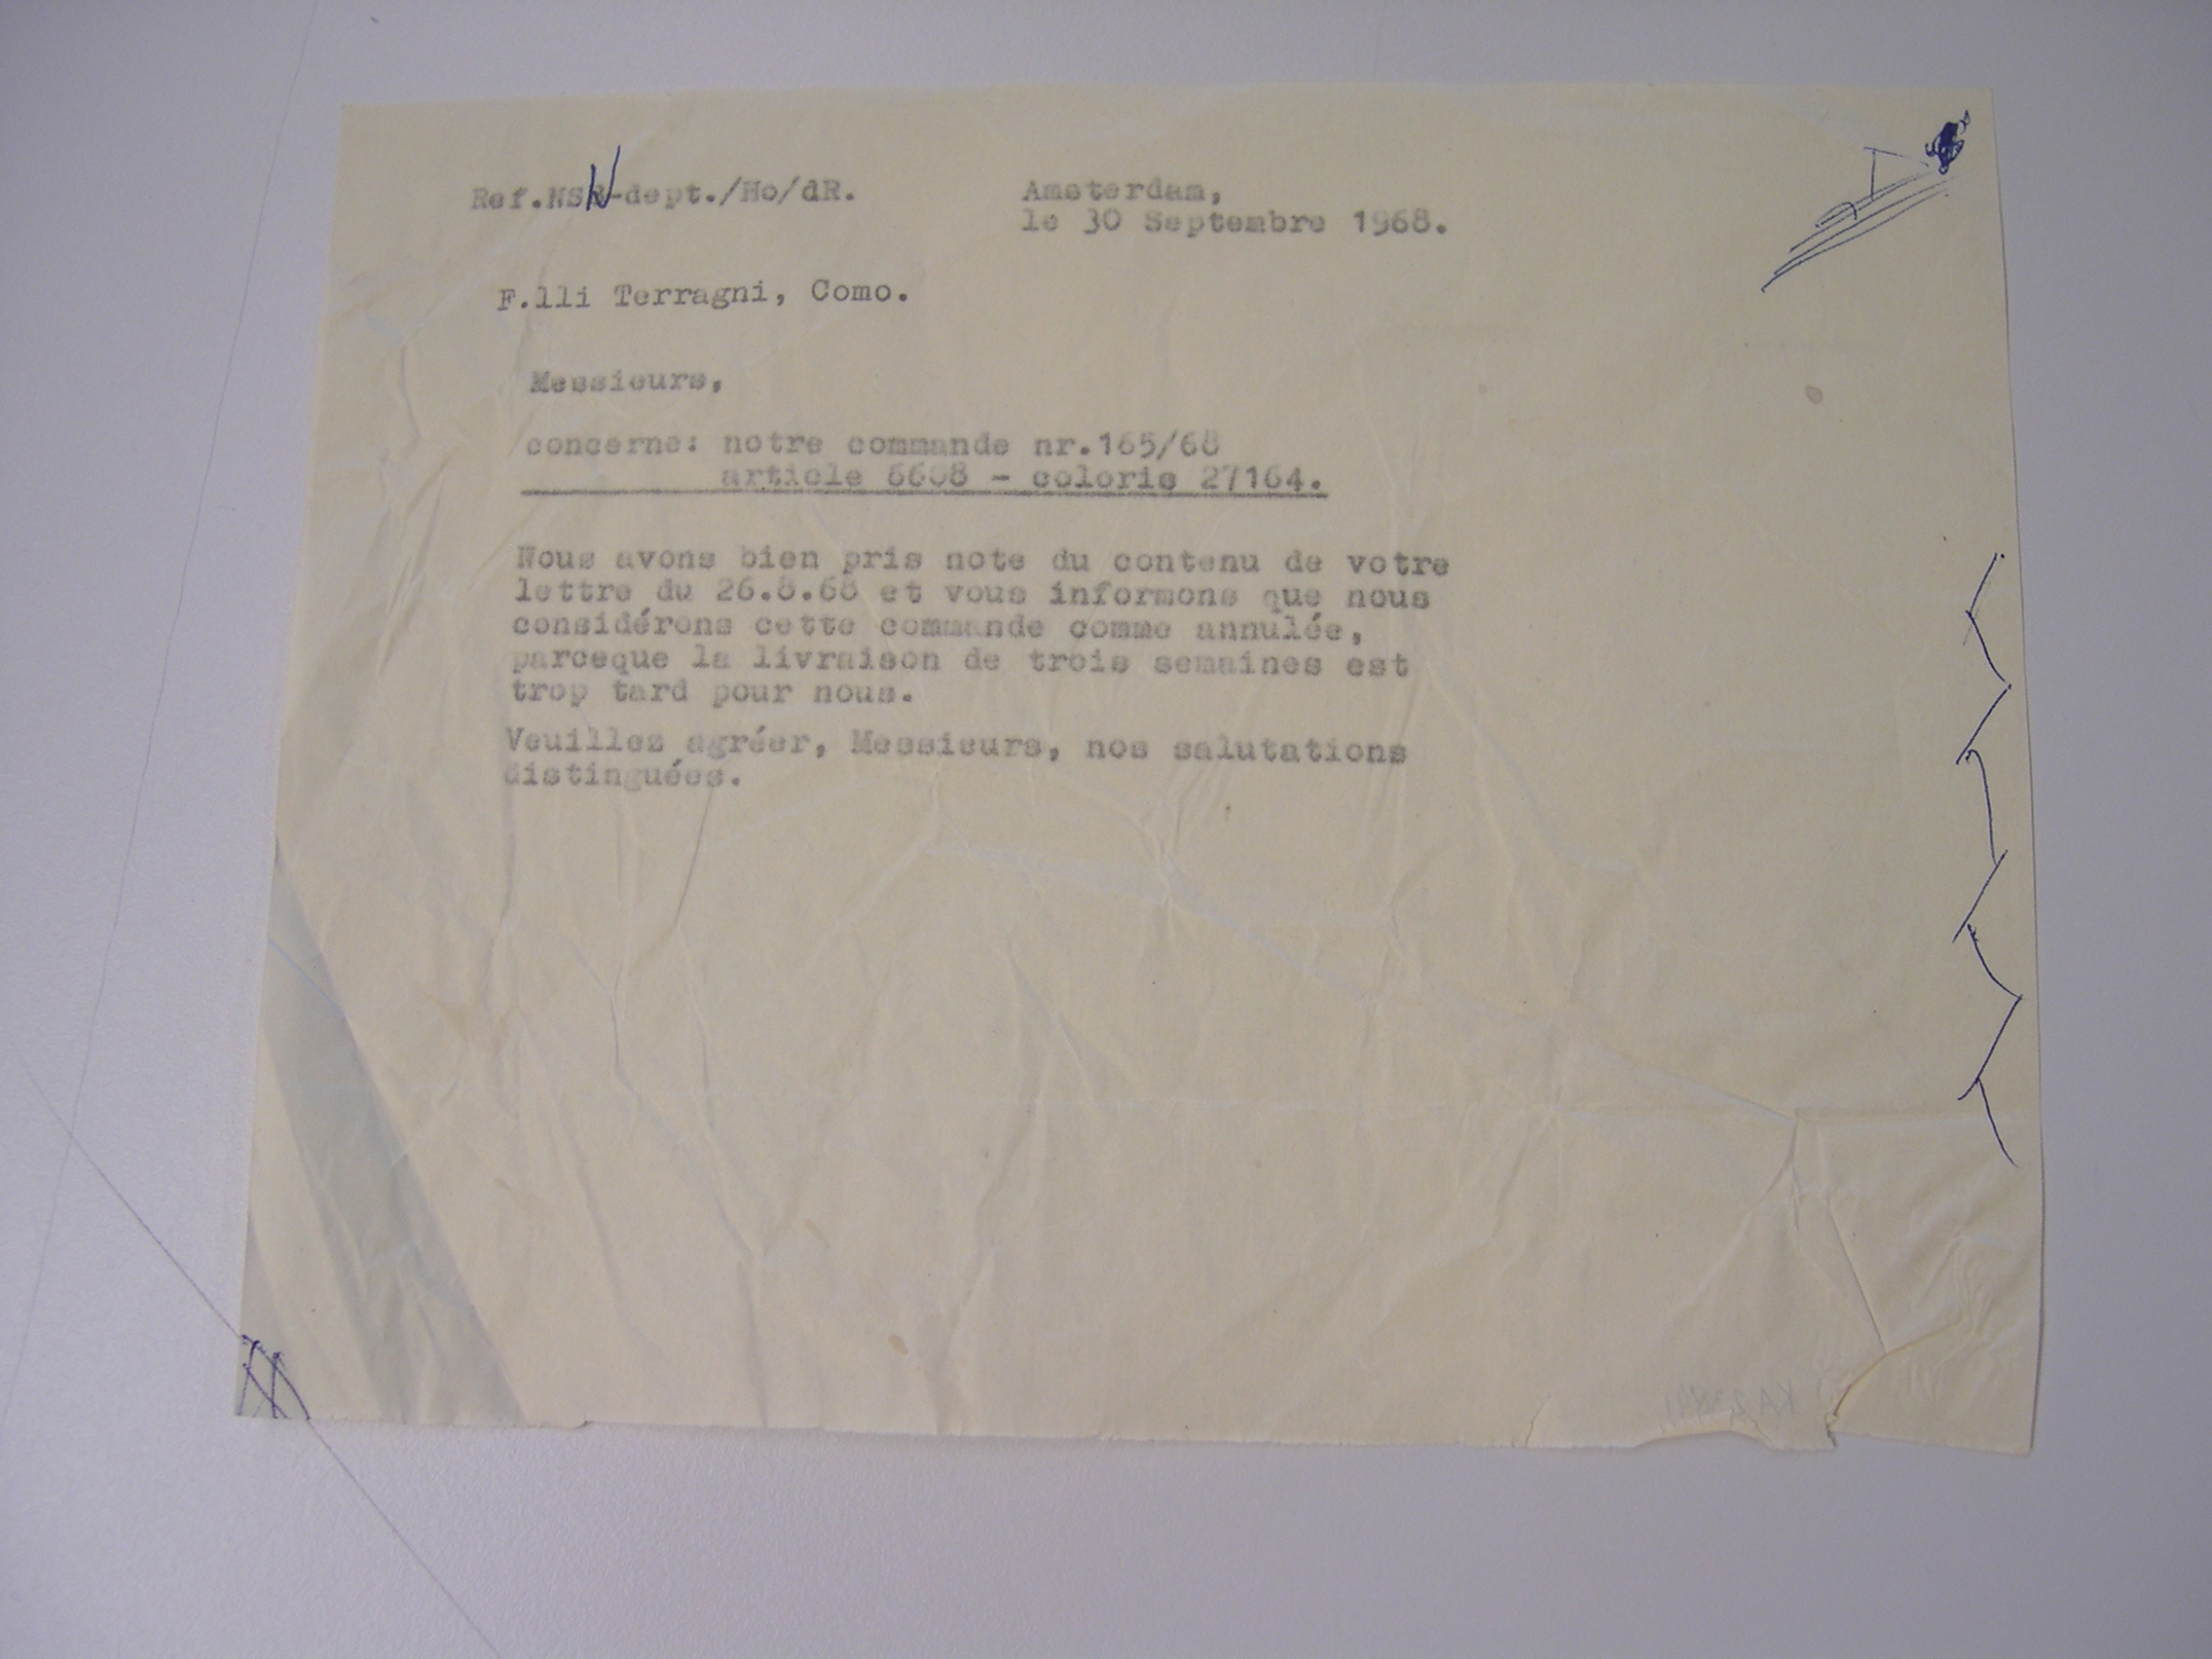 Ref.NSN-dept./Ho/dR.
Amsterdam,
le 30 Septembre 1968.
F.lli Terragni, Como.
Messieurs,
concerne: notre commande nr.165/68
article 6608 - coloris 27164.
Nous avons bien pris note du contenu de votre
lettre du 26.8.68 et vous informons que nous
considérons cette commande comme annulée,
parceque la livraison de trois semaines est
trop tard pour nous.
Veuillez agréer, Messieurs, nos salutations
distinguées.